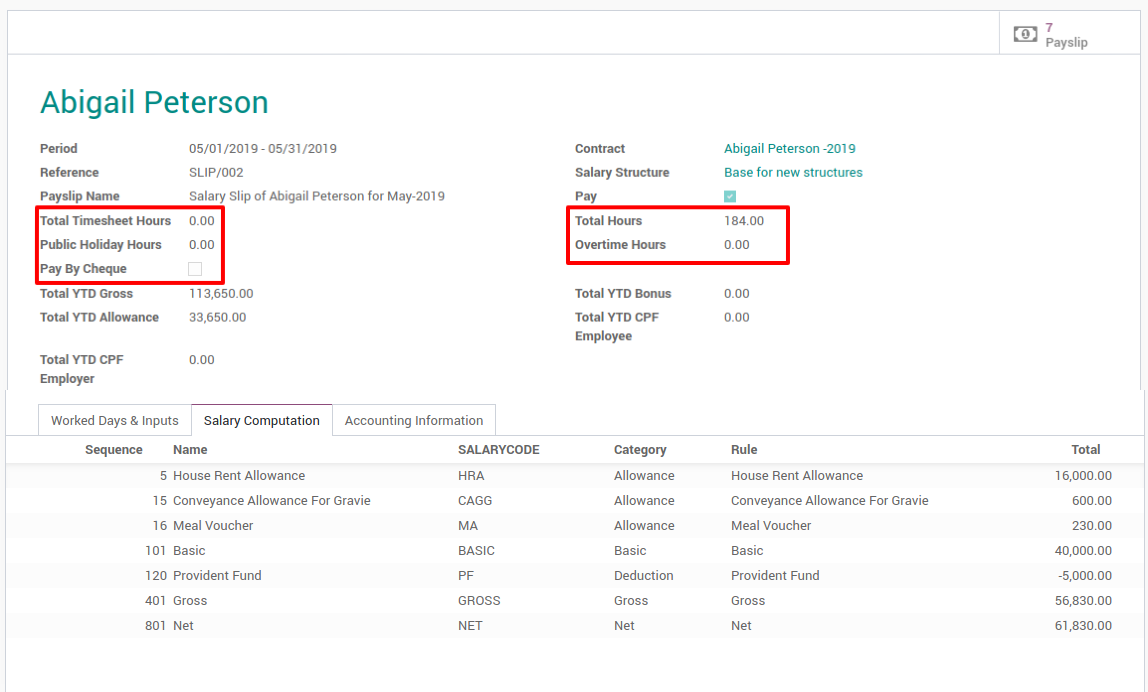 7
Payslip
Abigail Peterson
Period 05/01/2019 - 05/31/2019 Contract Abigail Peterson -2019
Reference SLIP/002 Salary Structure Base for new structures
Payslip Name Salary Slip of Abigail Peterson for May-2019 Pay
Total Timesheet Hours 0.00 Total Hours 184.00
Public Holiday Hours 0.00 Overtime Hours 0.00
Pay By Cheque
Total YTD Gross 113,650.00 Total YTD Bonus 0.00
Total YTD Allowance 33,650.00 Total YTD CPF 0.00
Employee
Total YTD CPF 0.00
Employer
Worked Days & Inputs Salary Computation Accounting Information
Sequence Name SALARYCODE Category Rule Total
5 House Rent Allowance HRA Allowance House Rent Allowance 16,000.00
15 Conveyance Allowance For Gravie CAGG Allowance Conveyance Allowance For Gravie 600.00
16 Meal Voucher MA Allowance Meal Voucher 230.00
101 Basic BASIC Basic Basic 40,000.00
120 Provident Fund PF Deduction Provident Fund -5,000.00
401 Gross GROSS Gross Gross 56,830.00
801 Net NET Net Net 61,830.00